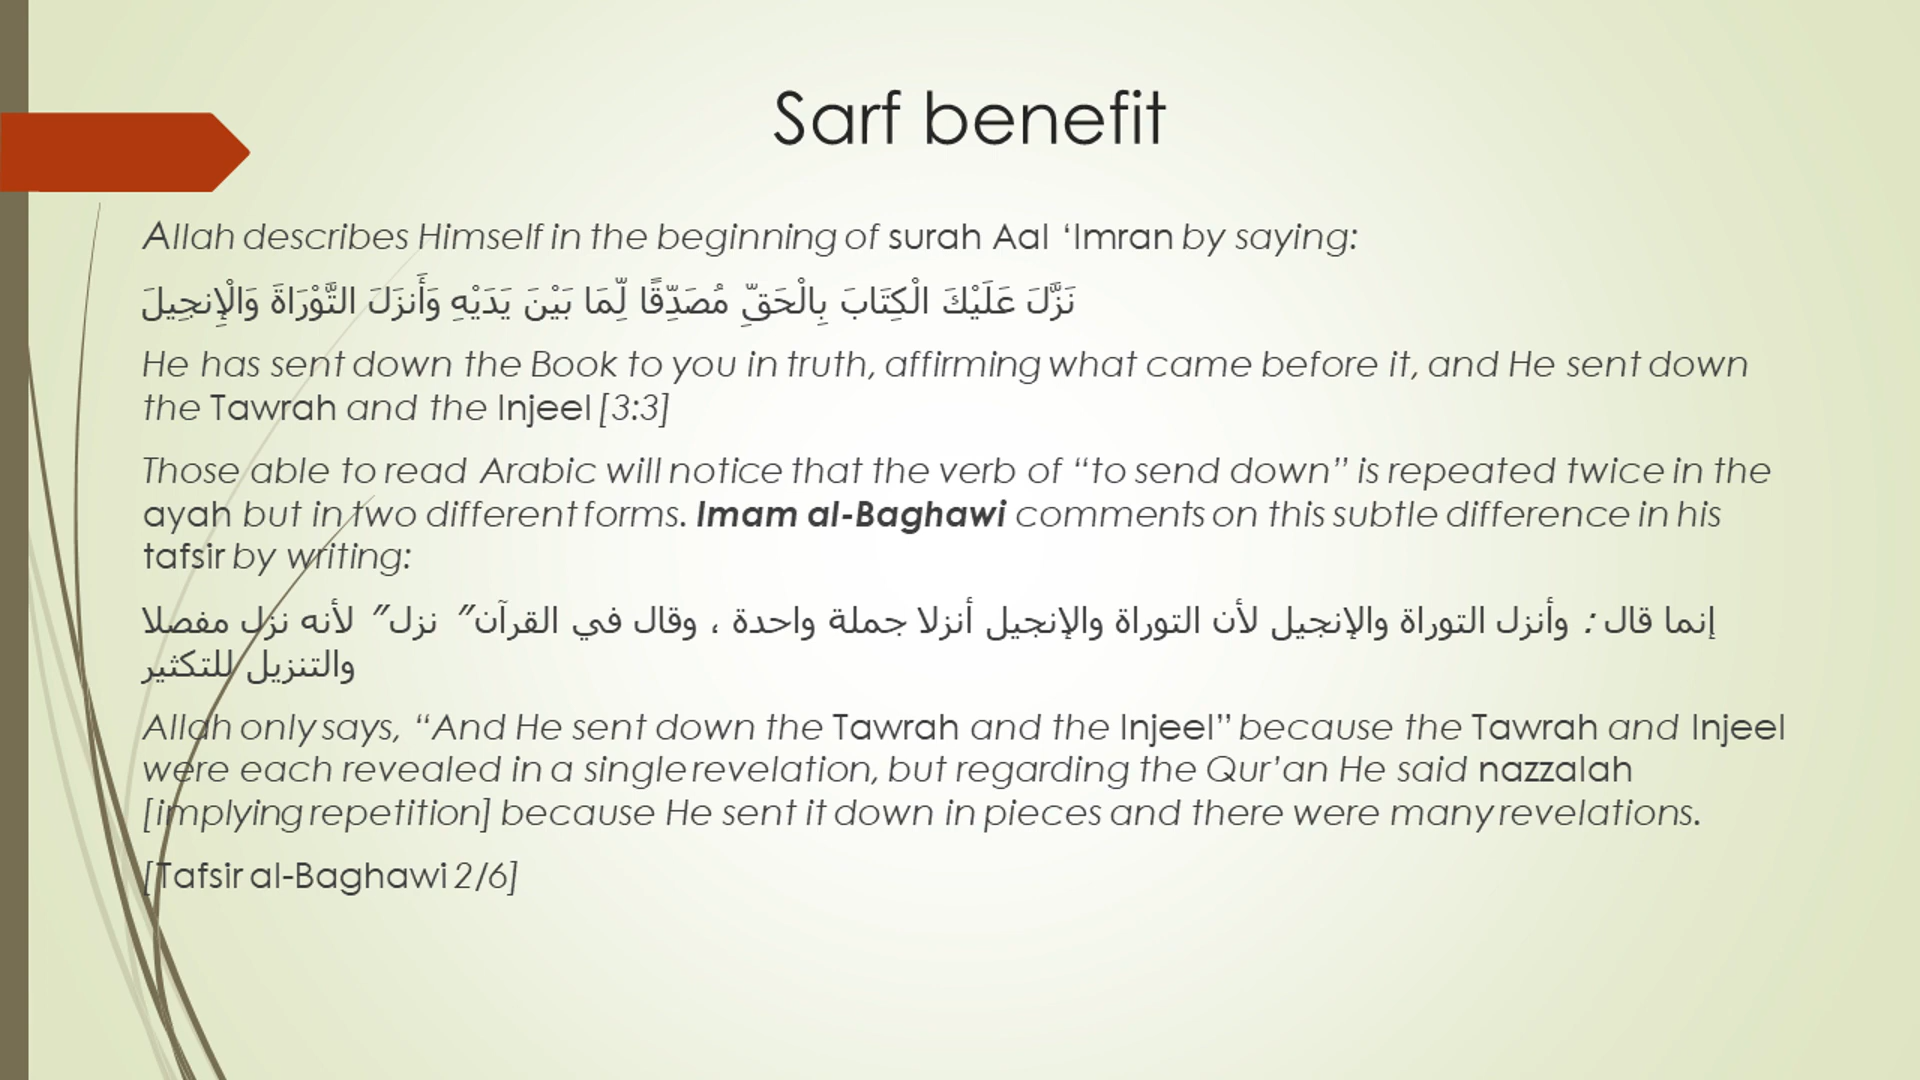 Sarf benefit
Allah describes Himself in the beginning of surah Aal ‘Imran by saying:
نَزَّلَ عَلَيْكَ الْكِتَابَ بِالْحَقِّ مُصَدِّقًا لِّمَا بَيْنَ يَدَيْهِ وَأَنزَلَ التَّوْرَاةَ وَالْإِنجِيلَ
He has sent down the Book to you in truth, affirming what came before it, and He sent down
the Tawrah and the Injeel [3:3]
Those able to read Arabic will notice that the verb of “to send down” is repeated twice in the
ayah but in two different forms. Imam al-Baghawi comments on this subtle difference in his
tafsir by writing:
إنما قال : وأنزل التوراة والإنجيل لأن التوراة والإنجيل أنزلا جملة واحدة ، وقال في القرآن” نزل” لأنه نزل مفصلا
والتنزيل للتكثير
Allah only says, “And He sent down the Tawrah and the Injeel” because the Tawrah and Injeel
were each revealed in a single revelation, but regarding the Qur’an He said nazzalah
[implying repetition] because He sent it down in pieces and there were many revelations.
[Tafsir al-Baghawi 2/6]